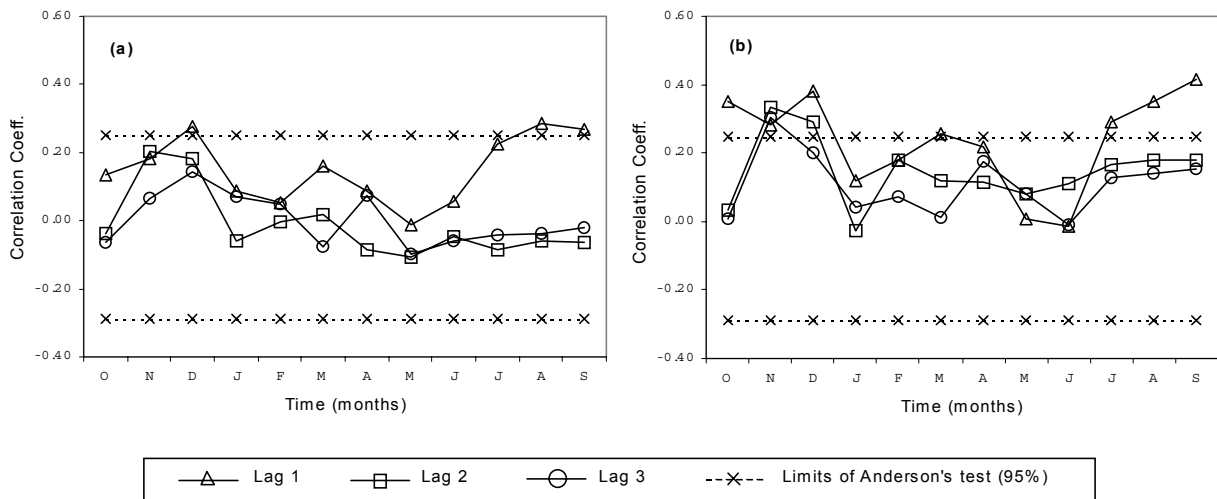 (a)
Correlation Coeff.
0.60
0.40
0.20
0.00
-0.20
-0.40
O N D J F M A M J J A S
Time (months)
(b)
Correlation Coeff.
0.60
0.40
0.20
0.00
-0.20
-0.40
O N D J F M A M J J A S
Time (months)
Lag 1 Lag 2 Lag 3 Limits of Anderson's test (95%)